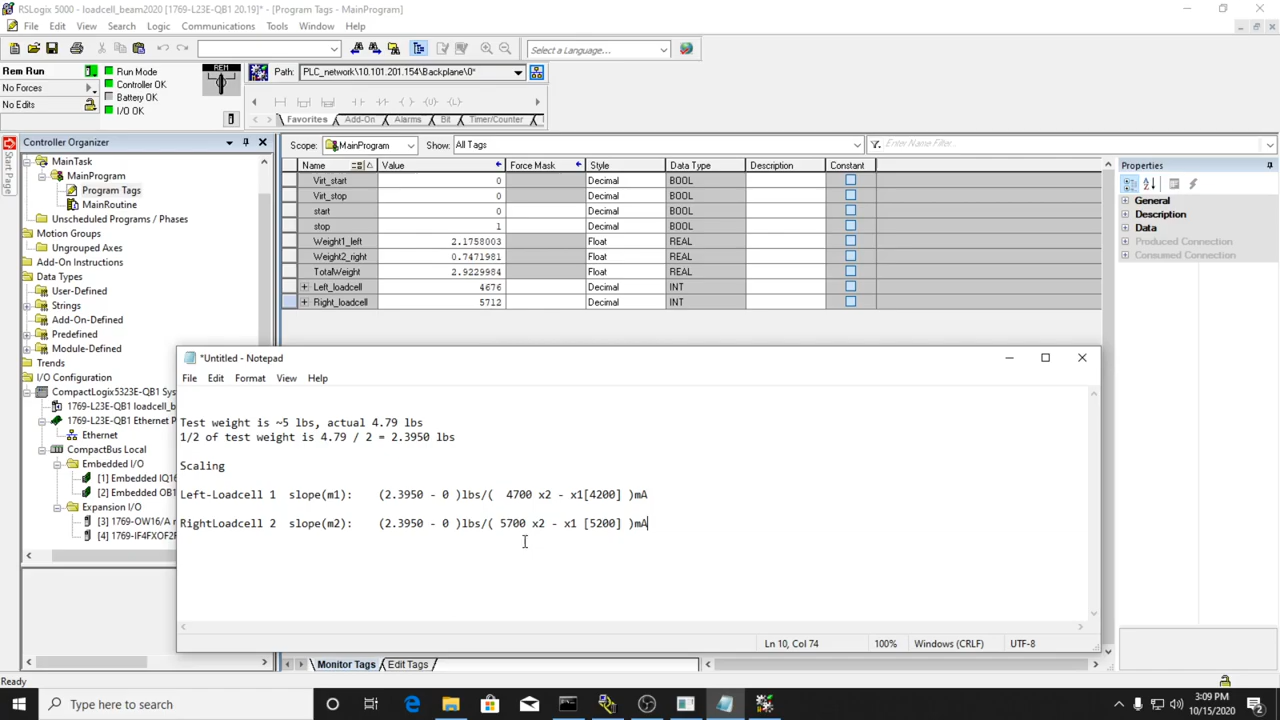 RSLogix 5000 - loadcell_beam2020 [1769-L23E-QB1 20.19]* - [Program Tags - MainProgram]
File Edit View Search Logic Communications Tools Window Help
Select a Language...
Rem Run
Run Mode
No Forces
Controller OK
Battery OK
No Edits
I/O OK
REM
Path: PLC_network\10.101.201.154\Backplane\0*
Favorites Add-On Alarms Bit Timer/Counter
Start Page
Controller Organizer
MainTask
MainProgram
Program Tags
MainRoutine
Unscheduled Programs / Phases
Motion Groups
Ungrouped Axes
Add-On Instructions
Data Types
User-Defined
Strings
Add-On-Defined
Predefined
Module-Defined
Trends
I/O Configuration
CompactLogix5323E-QB1 Sys
1769-L23E-QB1 loadcell_b
1769-L23E-QB1 Ethernet P
Ethernet
CompactBus Local
Embedded I/O
[1] Embedded IQ16
[2] Embedded OB1
Expansion I/O
[3] 1769-OW16/A r
[4] 1769-IF4FXOF2F
Scope: MainProgram Show: All Tags Enter Name Filter...
Name Value Force Mask Style Data Type Description Constant
Virt_start 0 Decimal BOOL
Virt_stop 0 Decimal BOOL
start 0 Decimal BOOL
stop 1 Decimal BOOL
Weight1_left 2.1758003 Float REAL
Weight2_right 0.7471981 Float REAL
TotalWeight 2.9229984 Float REAL
Left_loadcell 4676 Decimal INT
Right_loadcell 5712 Decimal INT
Properties
General
Description
Data
Produced Connection
Consumed Connection
*Untitled - Notepad
File Edit Format View Help
Test weight is ~5 lbs, actual 4.79 lbs
1/2 of test weight is 4.79 / 2 = 2.3950 lbs
Scaling
Left-Loadcell 1 slope(m1): (2.3950 - 0 )lbs/( 4700 x2 - x1[4200] )mA
RightLoadcell 2 slope(m2): (2.3950 - 0 )lbs/( 5700 x2 - x1 [5200] )mA
Ln 10, Col 74 100% Windows (CRLF) UTF-8
Monitor Tags Edit Tags
Ready
Type here to search
3:09 PM
10/15/2020
2